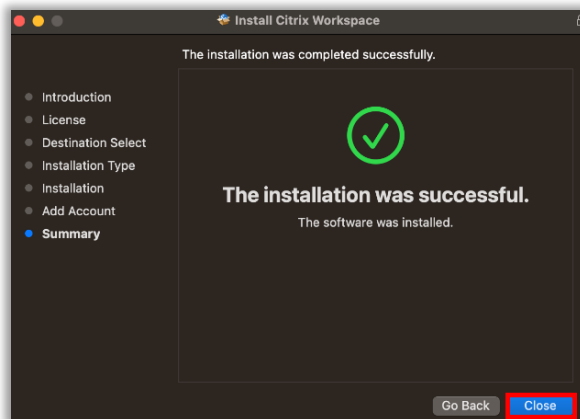 Install Citrix Workspace
The installation was completed successfully.
Introduction
License
Destination Select
Installation Type
Installation
Add Account
Summary
The installation was successful.
The software was installed.
Go Back
Close